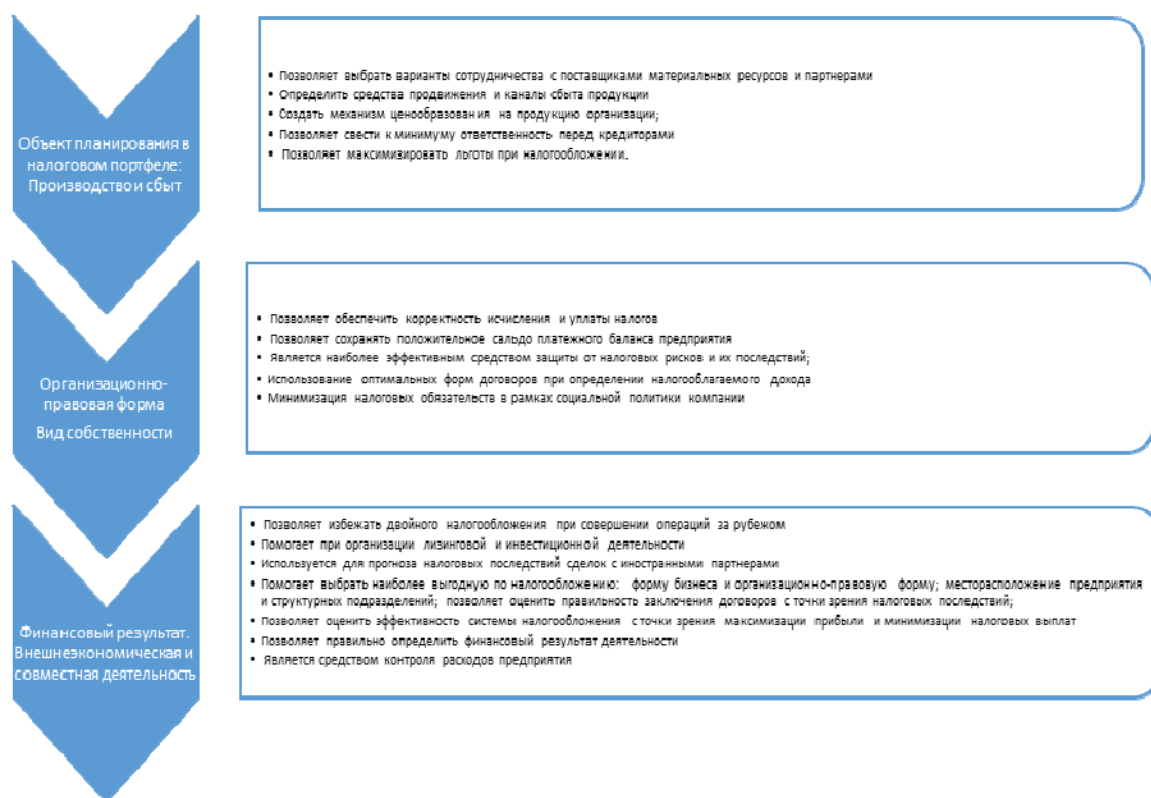 Объект планирования в
налоговом портфеле:
Производство и сбыт
• Позволяет выбрать варианты сотрудничества с поставщиками материальных ресурсов и партнерами
• Определить средства продвижения и каналы сбыта продукции
• Создать механизм ценообразования на продукцию организации;
• Позволяет свести к минимуму ответственность перед кредиторами
• Позволяет максимизировать льготы при налогообложении.
Организационно-
правовая форма
Вид собственности
• Позволяет обеспечить корректность исчисления и уплаты налогов
• Позволяет сохранять положительное сальдо платежного баланса предприятия
• Является наиболее эффективным средством защиты от налоговых рисков и их последствий;
• Использование оптимальных форм договоров при определении налогооблагаемого дохода
• Минимизация налоговых обязательств в рамках социальной политики компании
Финансовый результат.
Внешнеэкономическая и
совместная деятельность
• Позволяет избежать двойного налогообложения при совершении операций за рубежом
• Помогает при организации лизинговой и инвестиционной деятельности
• Используется для прогноза налоговых последствий сделок с иностранными партнерами
• Помогает выбрать наиболее выгодную по налогообложению: форму бизнеса и организационно-правовую форму; месторасположение предприятия
и структурных подразделений; позволяет оценить правильность заключения договоров с точки зрения налоговых последствий;
• Позволяет оценить эффективность системы налогообложения с точки зрения максимизации прибыли и минимизации налоговых выплат
• Позволяет правильно определить финансовый результат деятельности
• Является средством контроля расходов предприятия